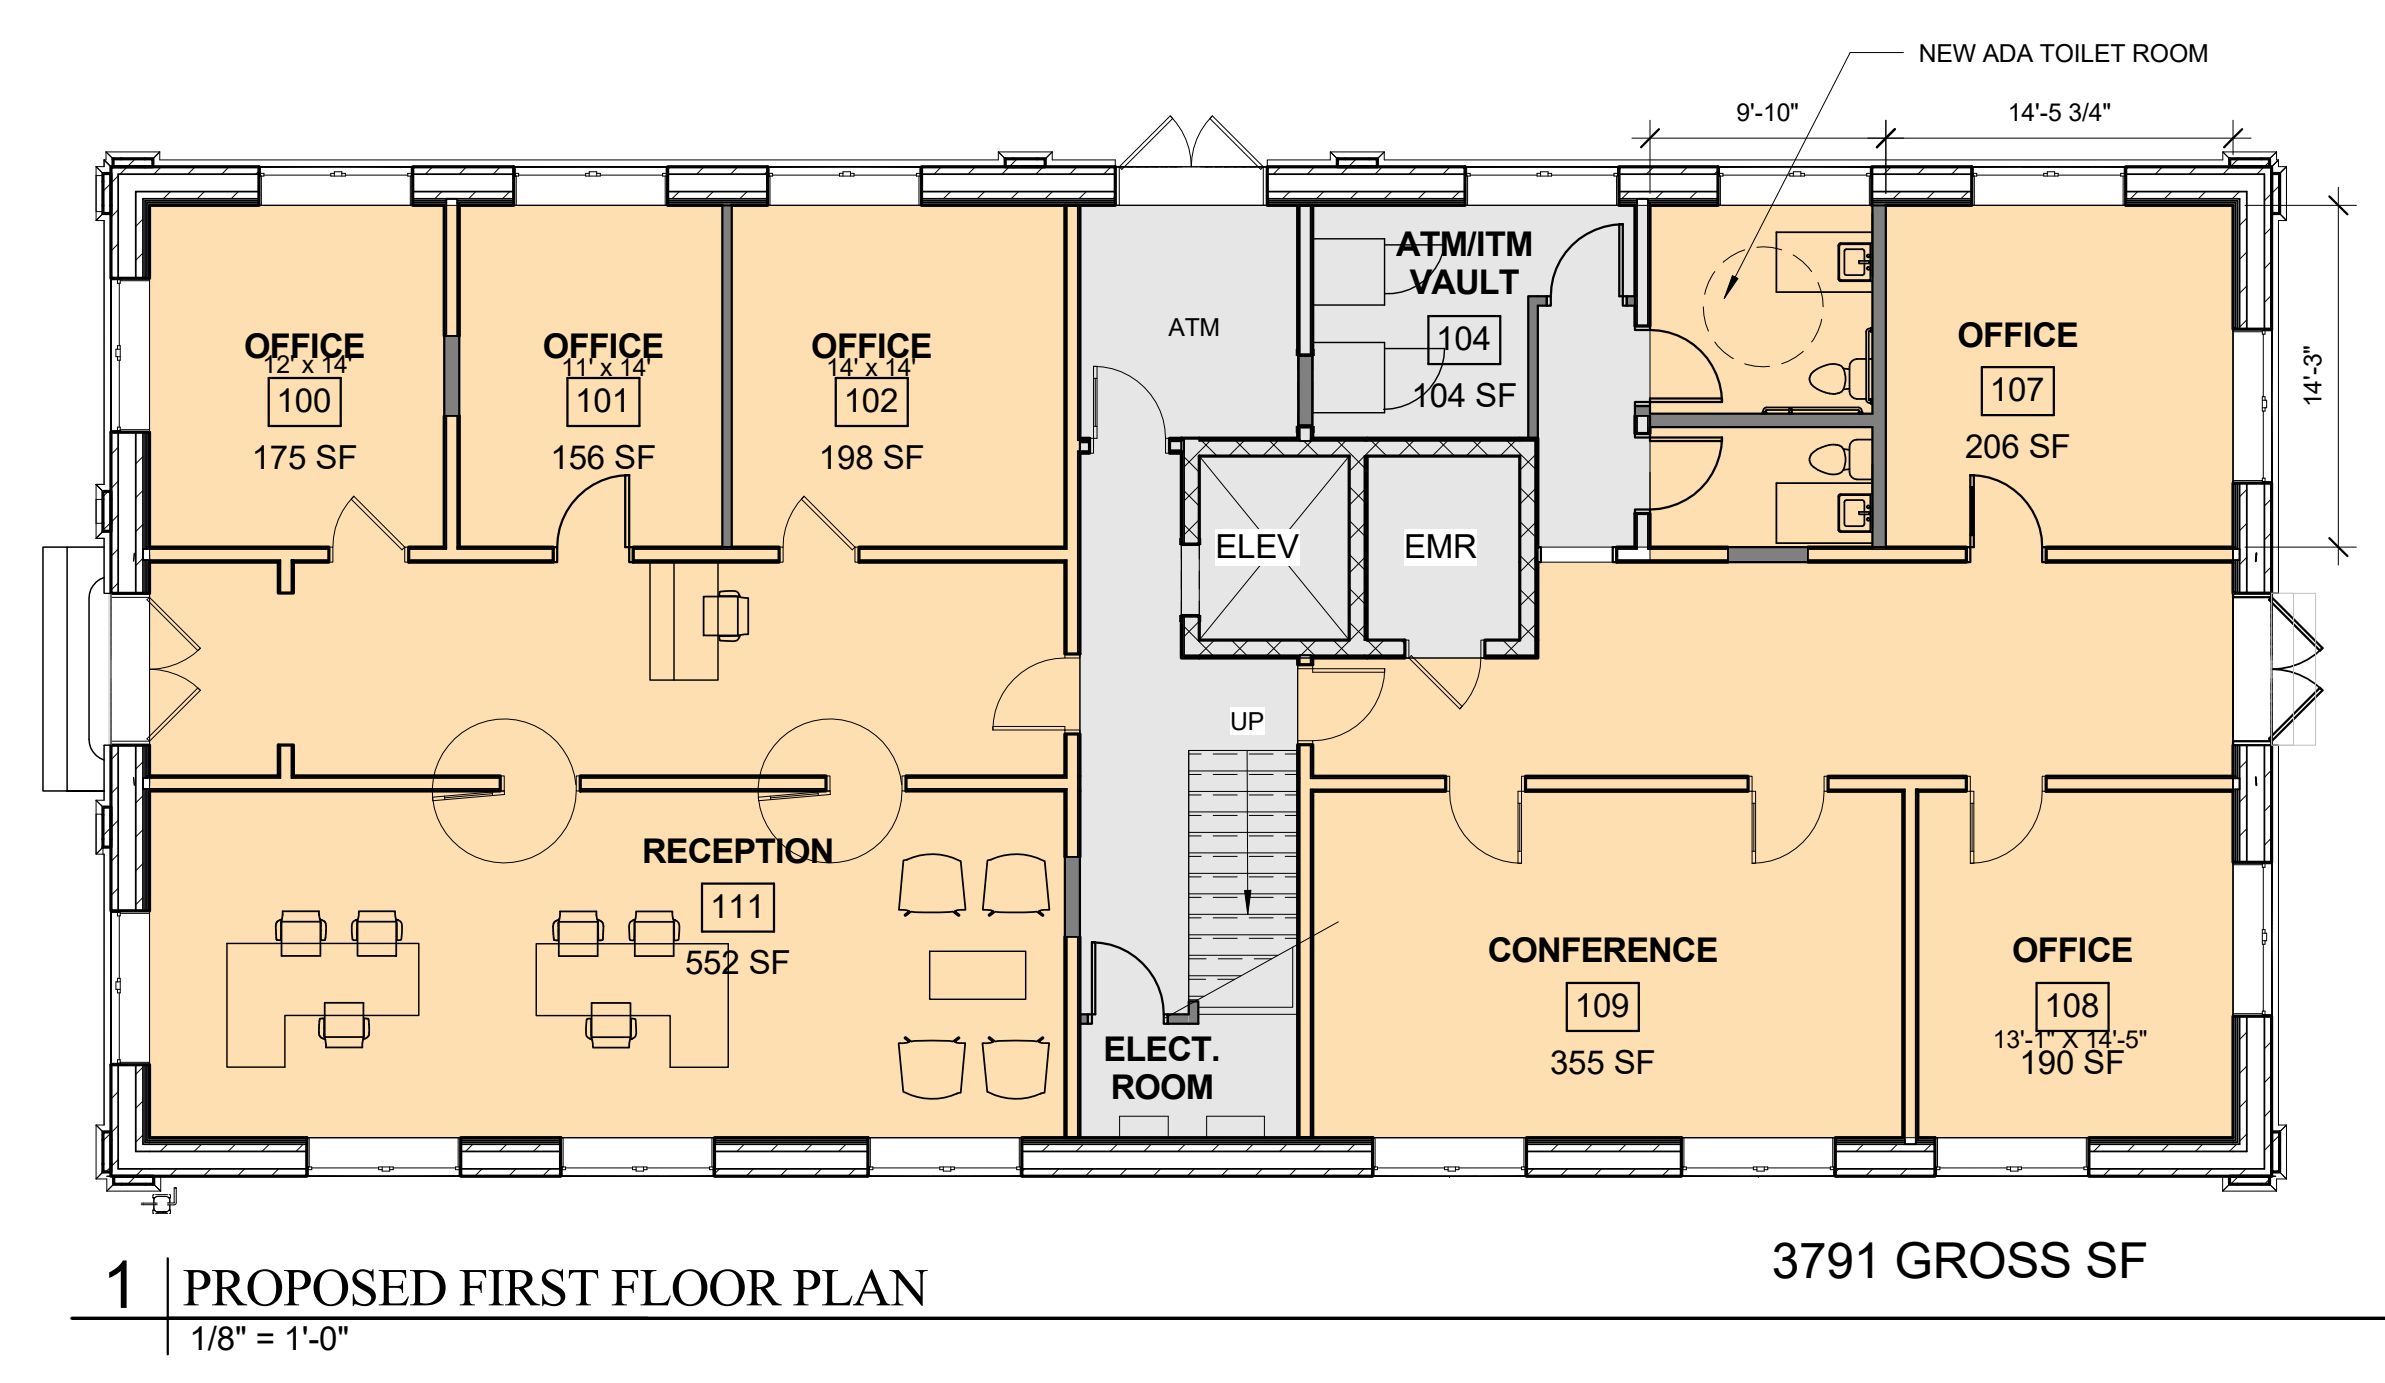 NEW ADA TOILET ROOM
9'-10"
14'-5 3/4"
14'-3"
OFFICE
12' x 14'
100
175 SF
OFFICE
11' x 14'
101
156 SF
OFFICE
14' x 14'
102
198 SF
ATM
ATM/ITM
VAULT
104
104 SF
OFFICE
107
206 SF
ELEV
EMR
UP
RECEPTION
111
552 SF
ELECT.
ROOM
CONFERENCE
109
355 SF
OFFICE
108
13'-1" X 14'-5"
190 SF
3791 GROSS SF
1
PROPOSED FIRST FLOOR PLAN
1/8" = 1'-0"